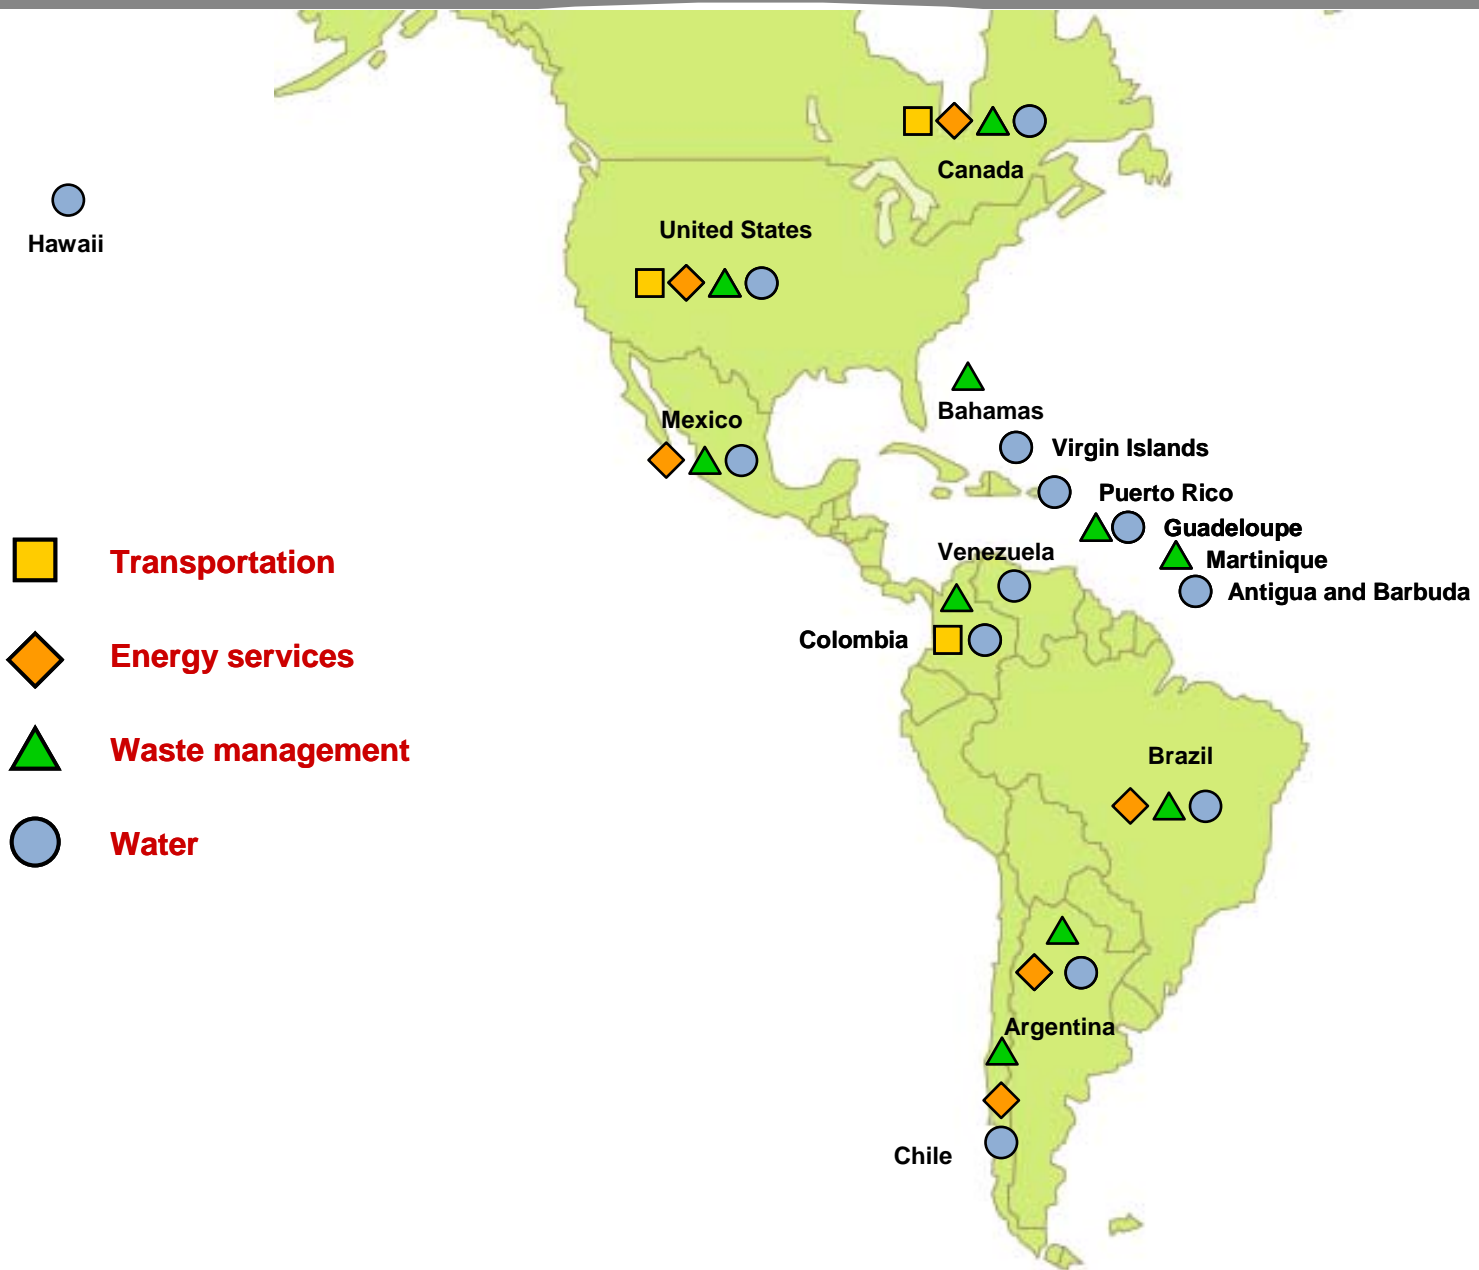 Canada
Hawaii
United States
Bahamas
Mexico
Virgin Islands
Puerto Rico
Guadeloupe
Venezuela
Martinique
Antigua and Barbuda
Colombia
Transportation
Energy services
Waste management
Water
Brazil
Argentina
Chile